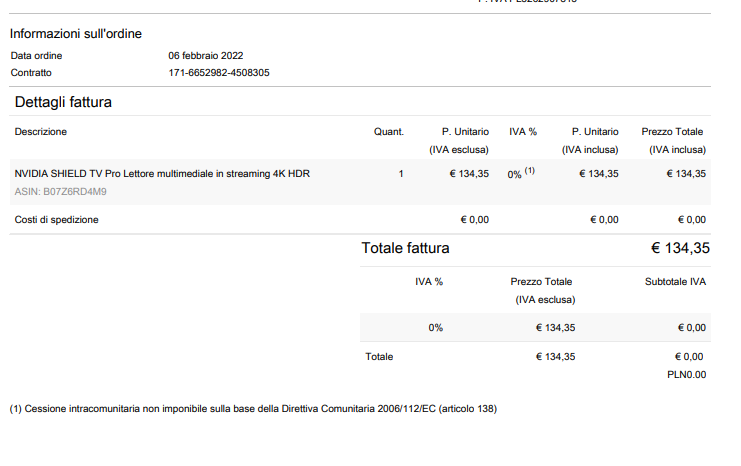 Informazioni sull'ordine
Data ordine 06 febbraio 2022
Contratto 171-6652982-4508305
Dettagli fattura
Descrizione Quant. P. Unitario IVA % P. Unitario Prezzo Totale
(IVA esclusa) (IVA inclusa) (IVA inclusa)
NVIDIA SHIELD TV Pro Lettore multimediale in streaming 4K HDR 1 € 134,35 0% (1) € 134,35 € 134,35
ASIN: B07Z6RD4M9
Costi di spedizione € 0,00 € 0,00 € 0,00
Totale fattura € 134,35
IVA % Prezzo Totale Subtotale IVA
(IVA esclusa)
0% € 134,35 € 0,00
Totale € 134,35 € 0,00
PLN0.00
(1) Cessione intracomunitaria non imponibile sulla base della Direttiva Comunitaria 2006/112/EC (articolo 138)